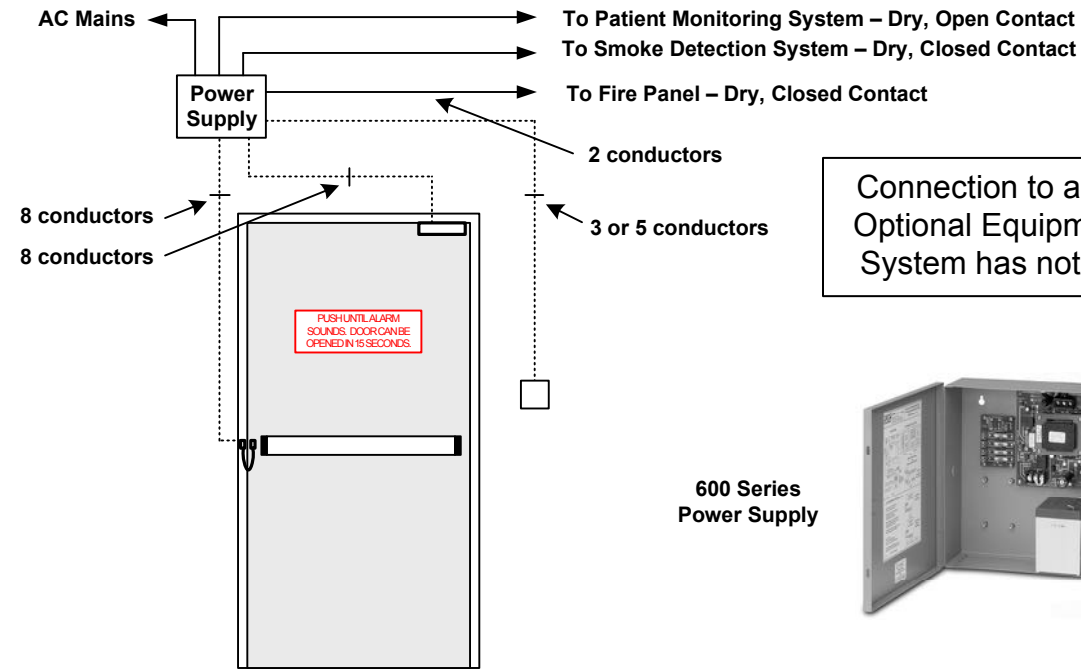 AC Mains
To Patient Monitoring System – Dry, Open Contact
To Smoke Detection System – Dry, Closed Contact
Power
Supply
To Fire Panel – Dry, Closed Contact
2 conductors
8 conductors
8 conductors
3 or 5 conductors
Connection to a
Optional Equipm
System has not
PUSH UNTIL ALARM
SOUNDS. DOOR CAN BE
OPENED IN 15 SECONDS.
600 Series
Power Supply